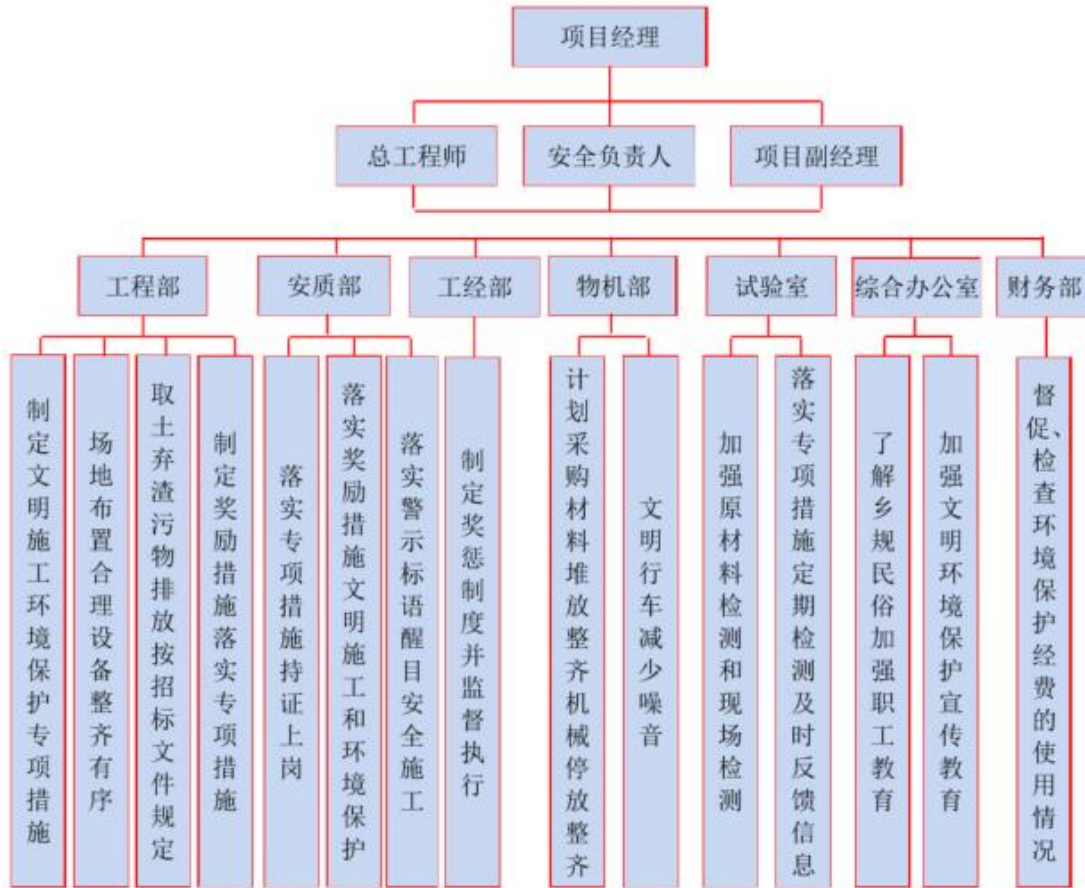 项目经理
总工程师
安全负责人
项目副经理
工程部
安质部
工经部
物机部
试验室
综合办公室
财务部
制定文明施工环境保护专项措施
场地布置合理设备整齐有序
取土弃渣污物排放按招标文件规定
制定奖励措施落实专项措施
落实专项措施持证上岗
落实奖励措施文明施工和环境保护
落实警示标语醒目安全施工
制定奖惩制度并监督执行
计划采购材料堆放整齐机械停放整齐
文明行车减少噪音
加强原材料检测和现场检测
落实专项措施定期检测及时反馈信息
了解乡规民俗加强职工教育
加强文明环境保护宣传教育
督促、检查环境保护经费的使用情况